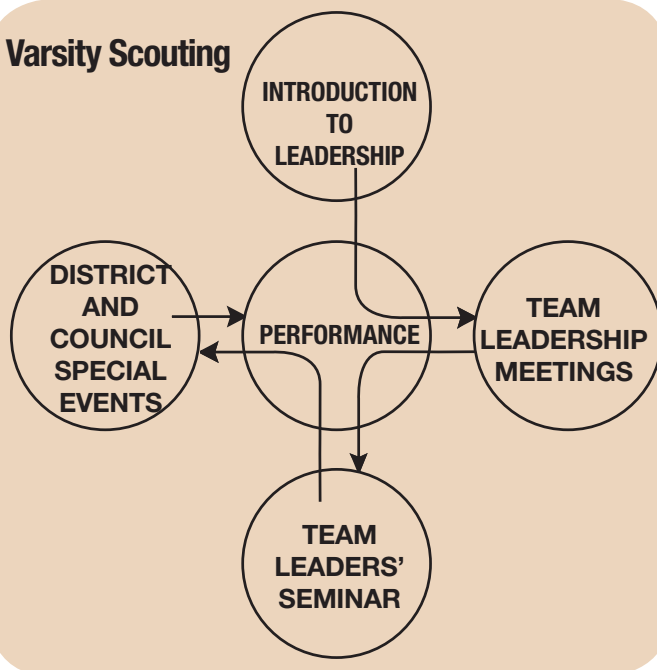 Varsity Scouting
INTRODUCTION
TO
LEADERSHIP
DISTRICT
AND
COUNCIL
SPECIAL
EVENTS
PERFORMANCE
TEAM
LEADERSHIP
MEETINGS
TEAM
LEADERS’
SEMINAR